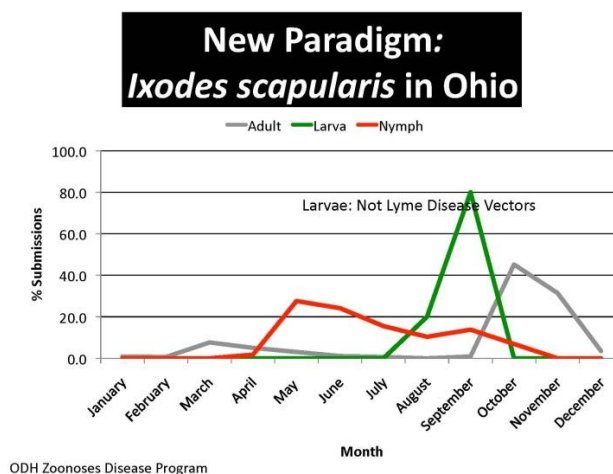 New Paradigm:
Ixodes scapularis in Ohio
Adult Larva Nymph
100.0
80.0
60.0
40.0
20.0
0.0
% Submissions
Larvae: Not Lyme Disease Vectors
January
February
March
April
May
June
July
August
September
October
November
December
Month
ODH Zoonoses Disease Program